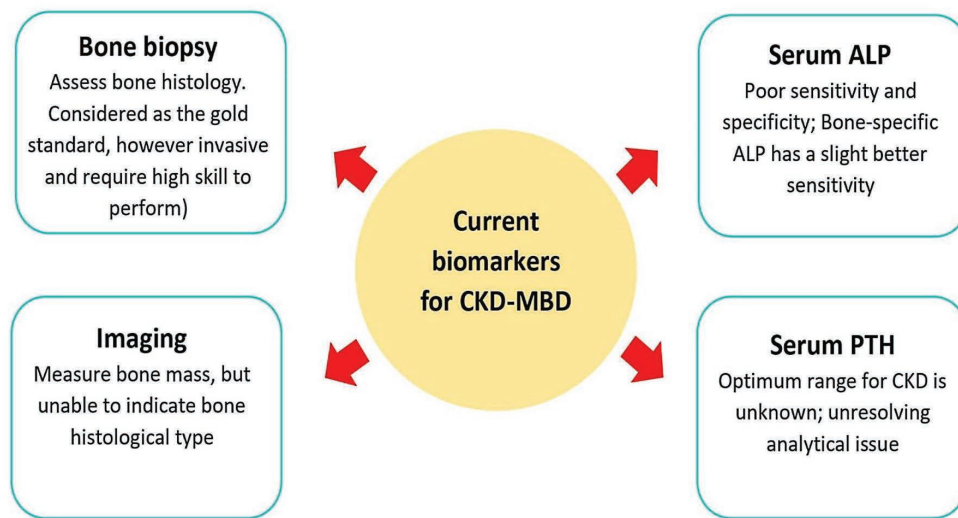 Bone biopsy
Assess bone histology.
Considered as the gold
standard, however invasive
and require high skill to
perform)
Serum ALP
Poor sensitivity and
specificity; Bone-specific
ALP has a slight better
sensitivity
Current
biomarkers
for CKD-MBD
Imaging
Measure bone mass, but
unable to indicate bone
histological type
Serum PTH
Optimum range for CKD is
unknown; unresolving
analytical issue